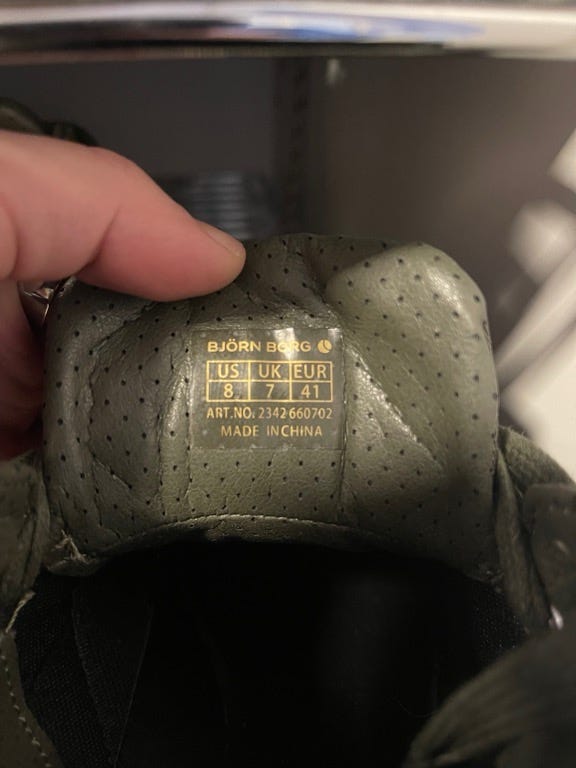 BJÖRN BORG
US UK EUR
8 7 41
ART.NO: 2342 660702
MADE IN CHINA